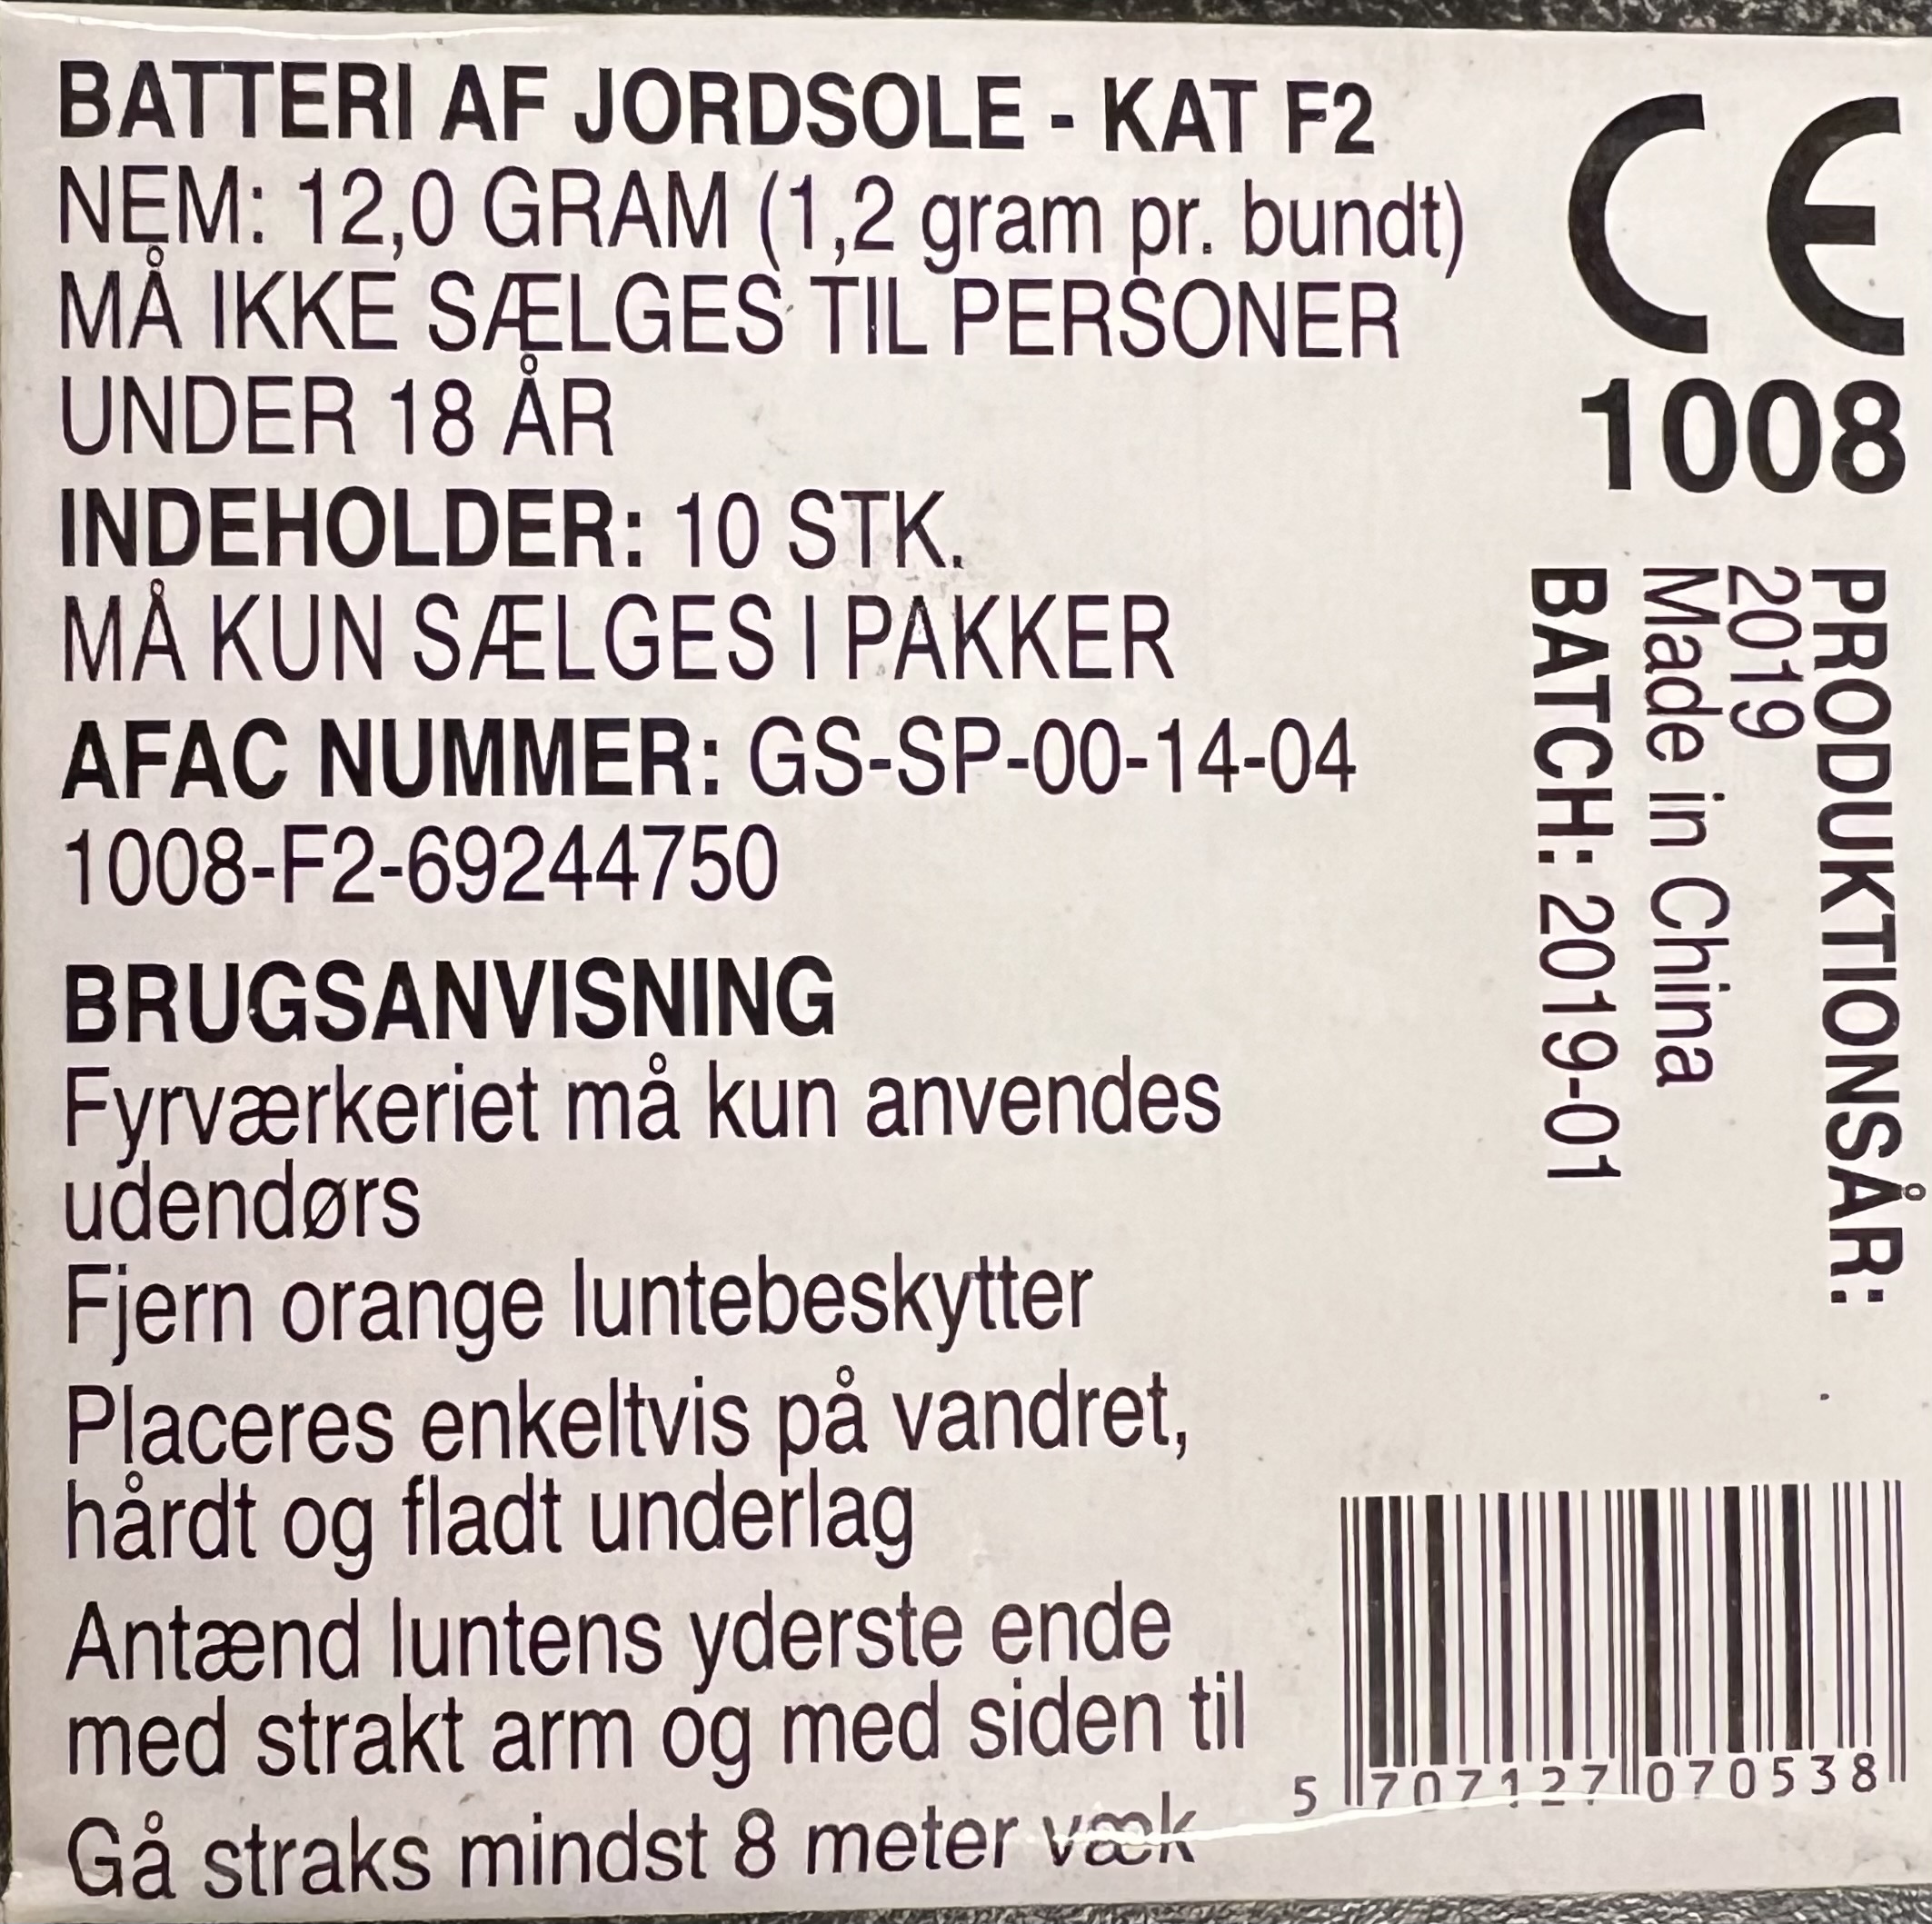 BATTERI AF JORDSOLE - KAT F2
NEM: 12,0 GRAM (1,2 gram pr. bundt)
MÅ IKKE SÆLGES TIL PERSONER
UNDER 18 ÅR
INDEHOLDER: 10 STK.
MÅ KUN SÆLGES I PAKKER
AFAC NUMMER: GS-SP-00-14-04
1008-F2-69244750
BRUGSANVISNING
Fyrværkeriet må kun anvendes
udendørs
Fjern orange luntebeskytter
Placeres enkeltvis på vandret,
hårdt og fladt underlag
Antænd luntens yderste ende
med strakt arm og med siden til
Gå straks mindst 8 meter væk
CE
1008
PRODUKTIONSÅR:
2019
Made in China
BATCH: 2019-01
5 707127 070538